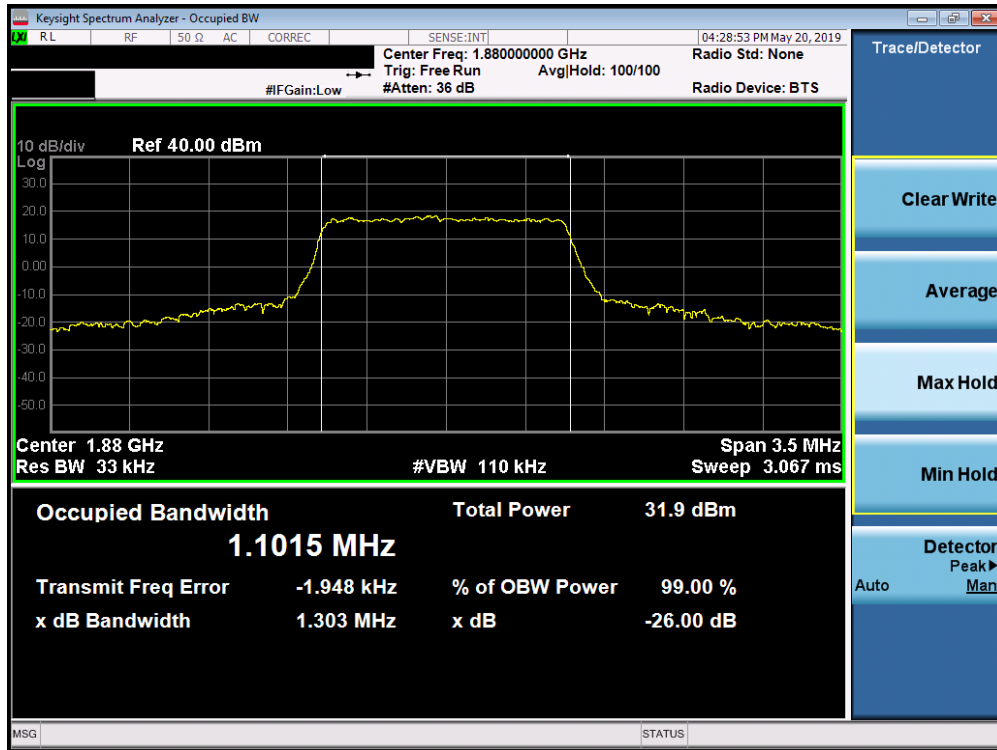 Keysight Spectrum Analyzer - Occupied BW
LXI RL RF 50 Ω AC CORREC SENSE:INT 04:28:53 PM May 20, 2019
Center Freq: 1.880000000 GHz Radio Std: None
Trig: Free Run Avg|Hold: 100/100
#IFGain:Low #Atten: 36 dB Radio Device: BTS
10 dB/div Ref 40.00 dBm
Log
30.0
20.0
10.0
0.00
-10.0
-20.0
-30.0
-40.0
-50.0
Center 1.88 GHz Span 3.5 MHz
Res BW 33 kHz #VBW 110 kHz Sweep 3.067 ms
Occupied Bandwidth Total Power 31.9 dBm
1.1015 MHz
Transmit Freq Error -1.948 kHz % of OBW Power 99.00 %
x dB Bandwidth 1.303 MHz x dB -26.00 dB
MSG STATUS
Trace/Detector
Clear Write
Average
Max Hold
Min Hold
Detector
Peak▶
Auto Man